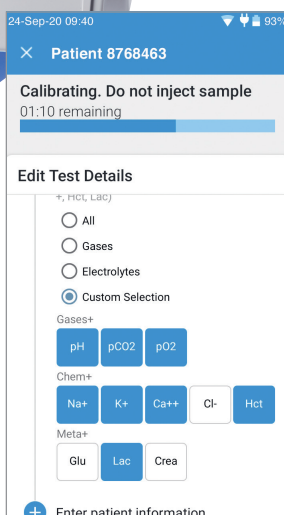 24-Sep-20 09:40 93%
× Patient 8768463
Calibrating. Do not inject sample
01:10 remaining
Edit Test Details
+, Hct, Lac)
All
Gases
Electrolytes
Custom Selection
Gases+
pH pCO2 pO2
Chem+
Na+ K+ Ca++ Cl- Hct
Meta+
Glu Lac Crea
+ Enter patient information